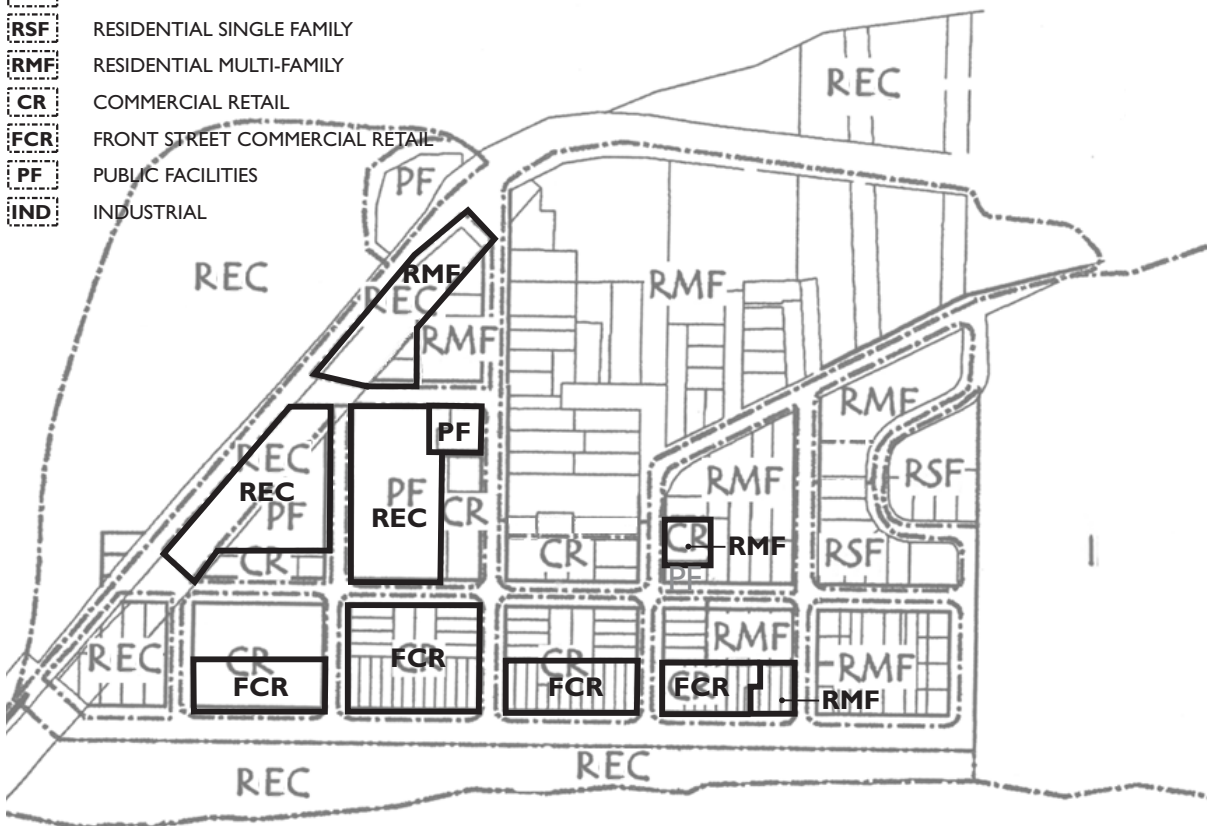 RSF RESIDENTIAL SINGLE FAMILY
RMF RESIDENTIAL MULTI-FAMILY
CR COMMERCIAL RETAIL
FCR FRONT STREET COMMERCIAL RETAIL
PF PUBLIC FACILITIES
IND INDUSTRIAL
REC
PF
REC
RMF
REC
RMF
RMF
RMF
REC
REC
PF
PF
PF
REC
CR
RMF
RSF
CR
RMF
PF
CR
CR
RSF
REC
CR
FCR
FCR
CR
CR
FCR
RMF
CR
FCR
RMF
RMF
REC
REC